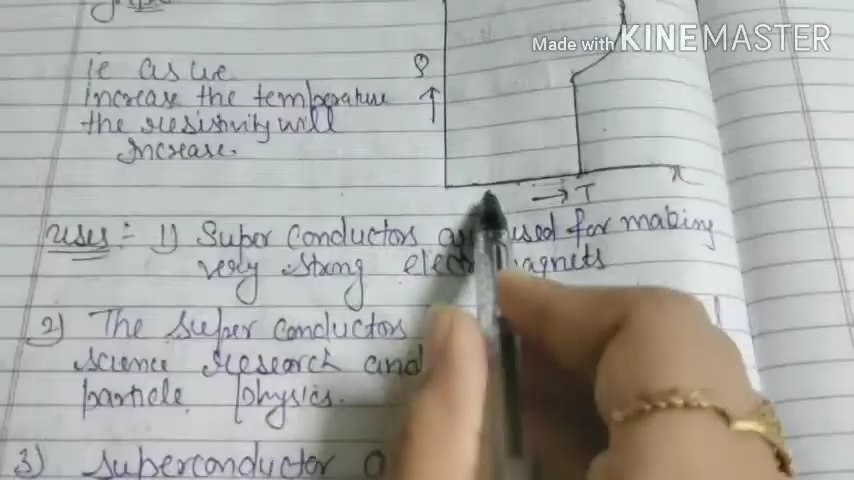 Made with KINEMASTER
ie as we
increase the temperature
the resistivity will
increase.
ρ
T
x
uses :- 1) Super conductors are used for making
very strong electromagnets
2) The super conductors
science research and
particle physics.
3) superconductor